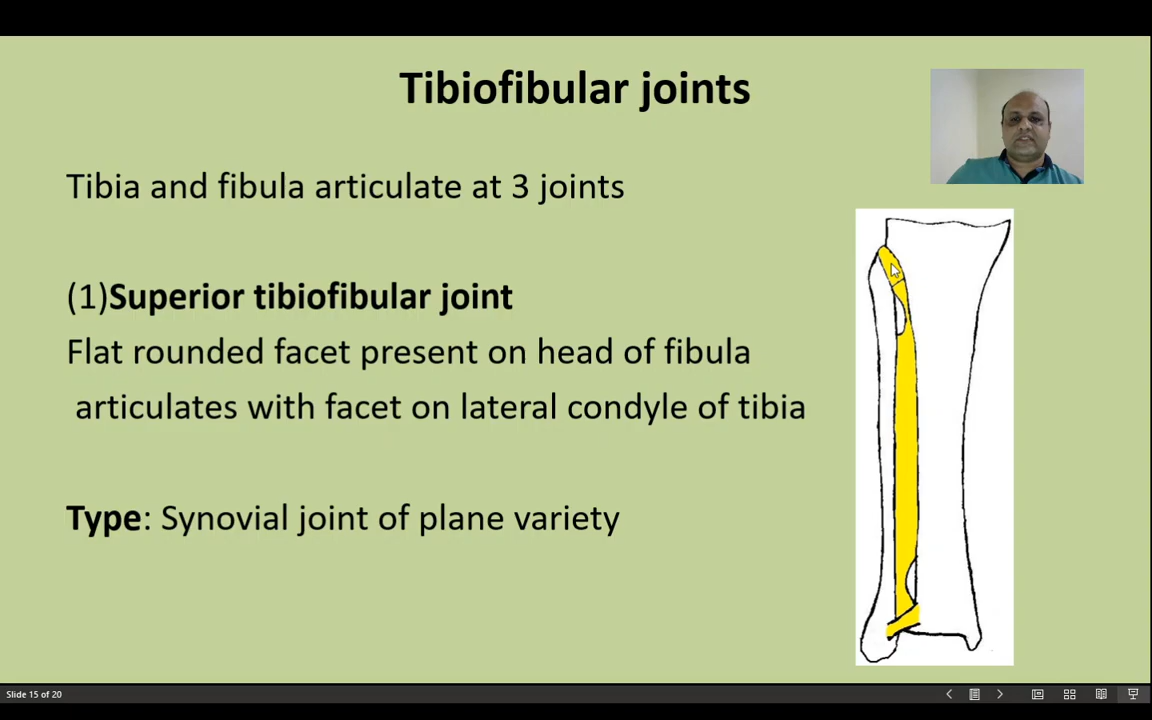 Tibiofibular joints
Tibia and fibula articulate at 3 joints
(1)Superior tibiofibular joint
Flat rounded facet present on head of fibula
articulates with facet on lateral condyle of tibia
Type: Synovial joint of plane variety
Slide 15 of 20